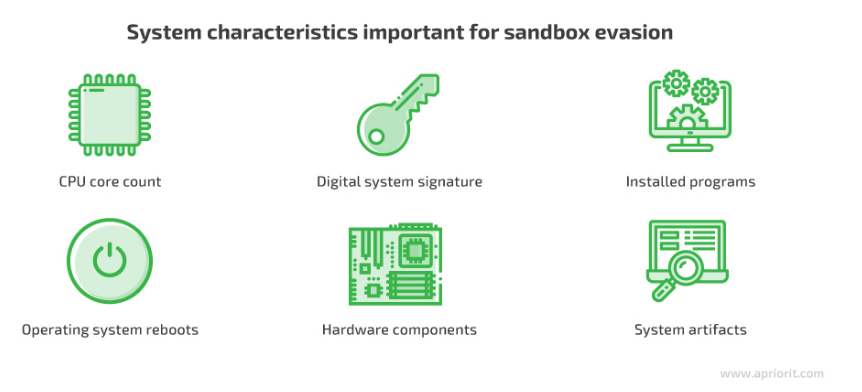 System characteristics important for sandbox evasion
CPU core count
Digital system signature
Installed programs
Operating system reboots
Hardware components
System artifacts
www.apriorit.com